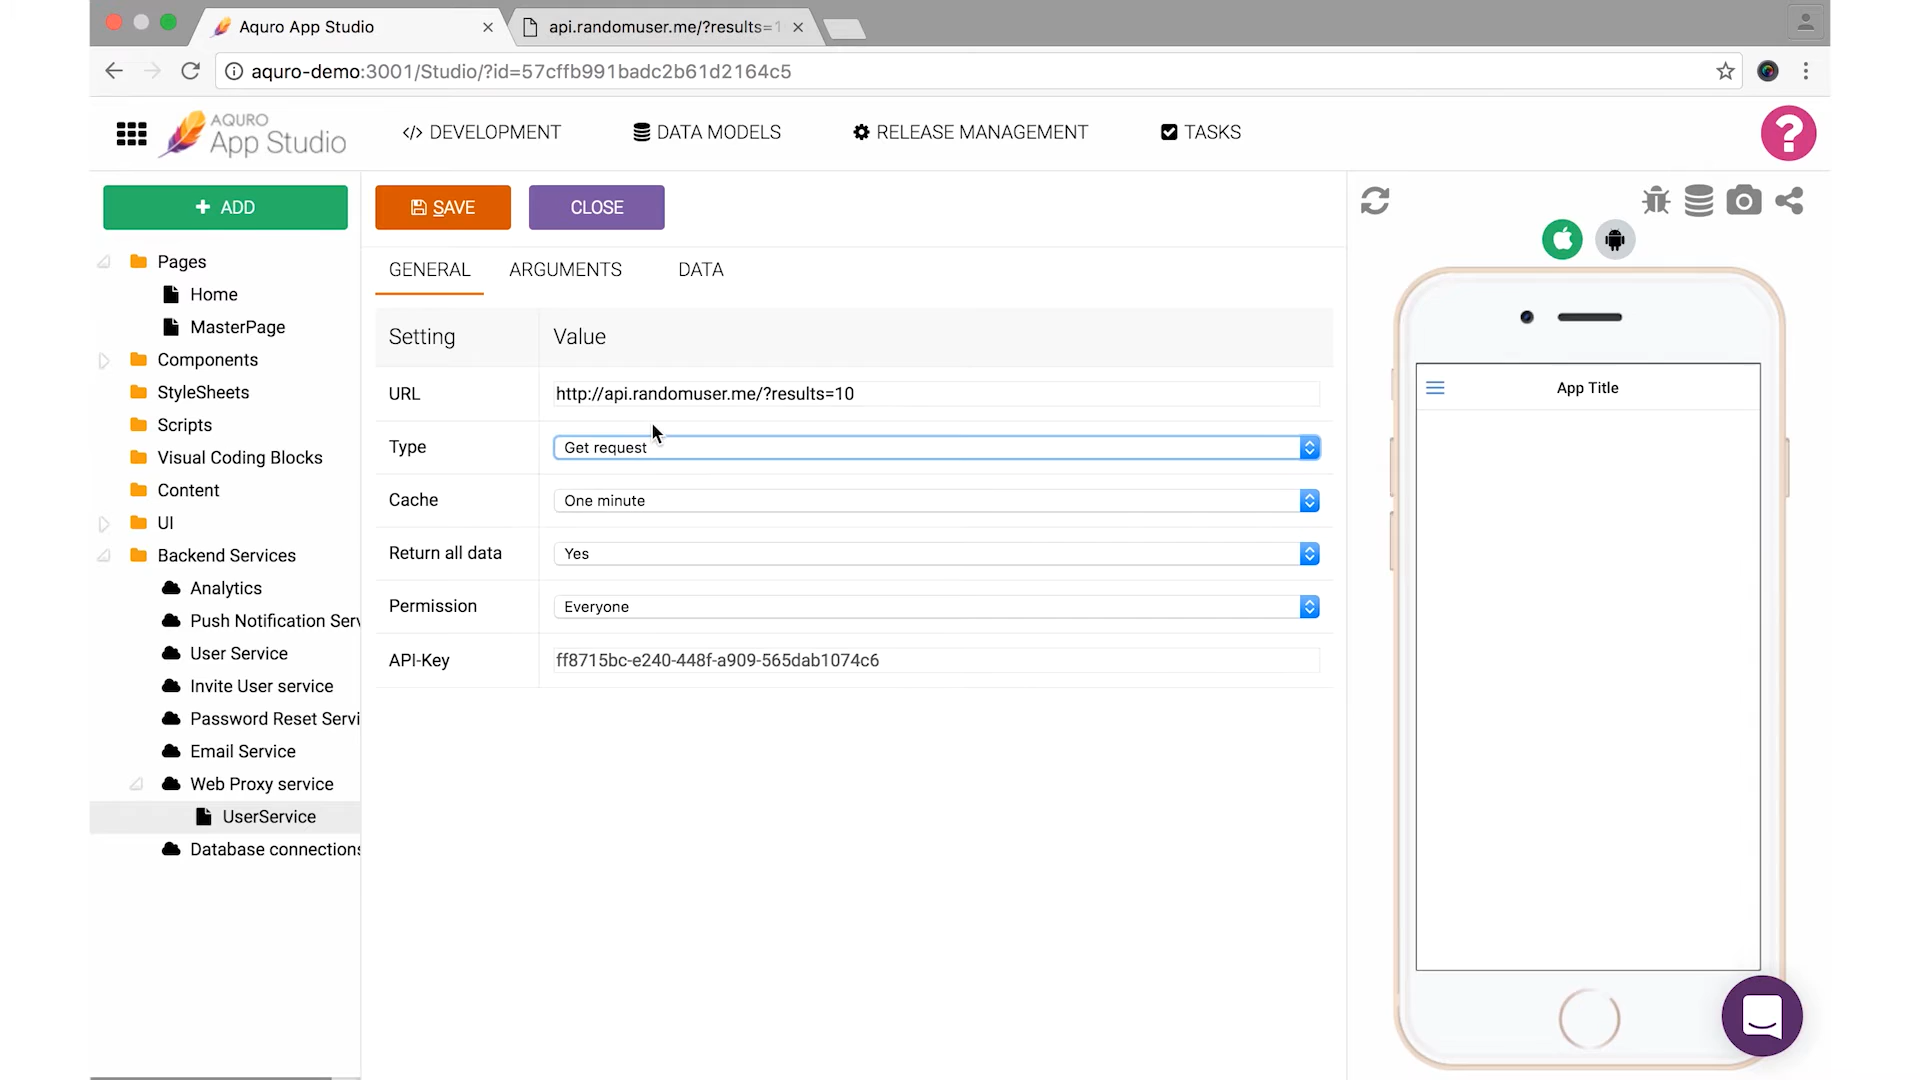 Aquro App Studio
api.randomuser.me/?results=1
aquro-demo:3001/Studio/?id=57cffb991badc2b61d2164c5
AQURO
App Studio
</> DEVELOPMENT
DATA MODELS
RELEASE MANAGEMENT
TASKS
?
+ ADD
SAVE
CLOSE
Pages
Home
MasterPage
Components
StyleSheets
Scripts
Visual Coding Blocks
Content
UI
Backend Services
Analytics
Push Notification Serv
User Service
Invite User service
Password Reset Servi
Email Service
Web Proxy service
UserService
Database connections
GENERAL
ARGUMENTS
DATA
Setting
Value
URL
http://api.randomuser.me/?results=10
Type
Get request
Cache
One minute
Return all data
Yes
Permission
Everyone
API-Key
ff8715bc-e240-448f-a909-565dab1074c6
App Title